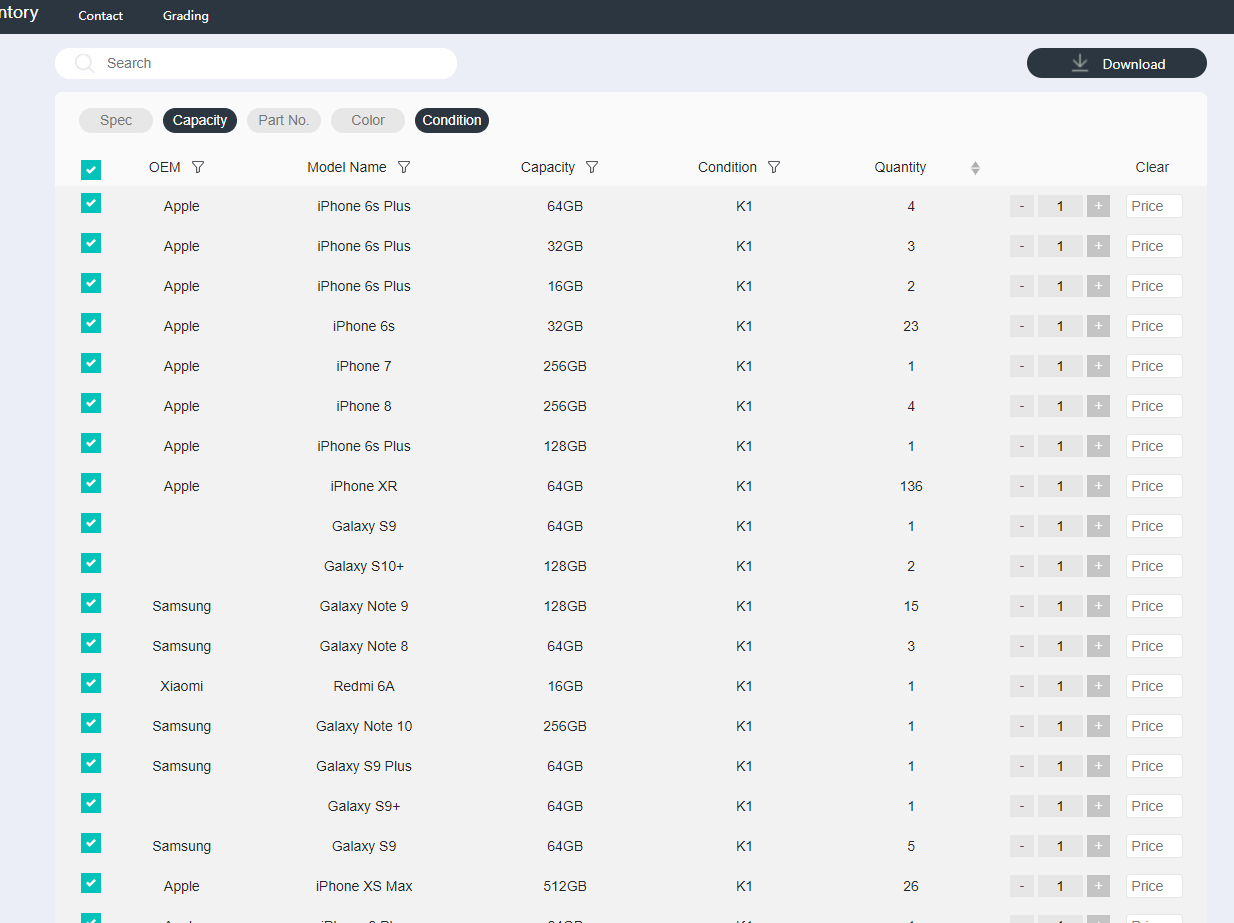 ntory Contact Grading
Search Download
Spec Capacity Part No. Color Condition
OEM Model Name Capacity Condition Quantity Clear
Apple iPhone 6s Plus 64GB K1 4 - 1 + Price
Apple iPhone 6s Plus 32GB K1 3 - 1 + Price
Apple iPhone 6s Plus 16GB K1 2 - 1 + Price
Apple iPhone 6s 32GB K1 23 - 1 + Price
Apple iPhone 7 256GB K1 1 - 1 + Price
Apple iPhone 8 256GB K1 4 - 1 + Price
Apple iPhone 6s Plus 128GB K1 1 - 1 + Price
Apple iPhone XR 64GB K1 136 - 1 + Price
Galaxy S9 64GB K1 1 - 1 + Price
Galaxy S10+ 128GB K1 2 - 1 + Price
Samsung Galaxy Note 9 128GB K1 15 - 1 + Price
Samsung Galaxy Note 8 64GB K1 3 - 1 + Price
Xiaomi Redmi 6A 16GB K1 1 - 1 + Price
Samsung Galaxy Note 10 256GB K1 1 - 1 + Price
Samsung Galaxy S9 Plus 64GB K1 1 - 1 + Price
Galaxy S9+ 64GB K1 1 - 1 + Price
Samsung Galaxy S9 64GB K1 5 - 1 + Price
Apple iPhone XS Max 512GB K1 26 - 1 + Price